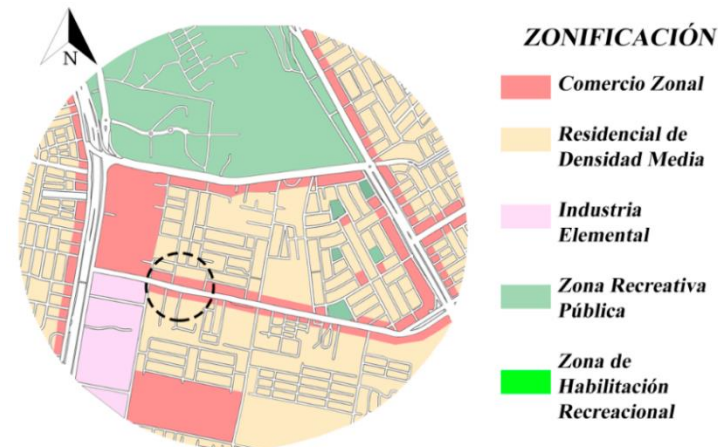 N
ZONIFICACIÓN
Comercio Zonal
Residencial de
Densidad Media
Industria
Elemental
Zona Recreativa
Pública
Zona de
Habilitación
Recreacional